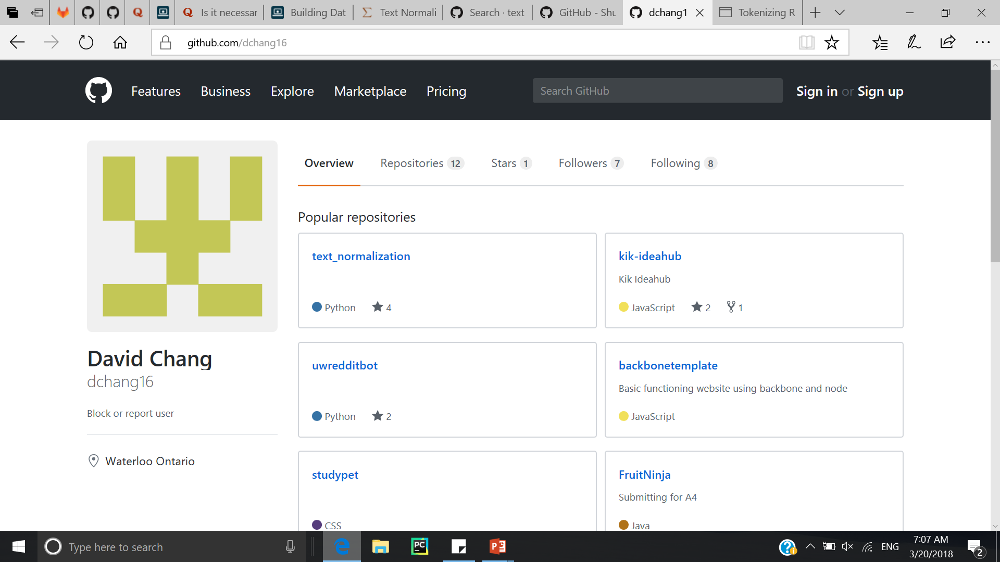 Is it necessar
Building Dat
Text Normali
Search · text
GitHub - Shu
dchang1
Tokenizing R
github.com/dchang16
Features
Business
Explore
Marketplace
Pricing
Search GitHub
Sign in or Sign up
Overview
Repositories 12
Stars 1
Followers 7
Following 8
Popular repositories
text_normalization
Python
4
kik-ideahub
Kik Ideahub
JavaScript
2
1
uwredditbot
Python
2
backbonetemplate
Basic functioning website using backbone and node
JavaScript
studypet
CSS
FruitNinja
Submitting for A4
Java
David Chang
dchang16
Block or report user
Waterloo Ontario
Type here to search
PC
P
ENG
7:07 AM
3/20/2018
2